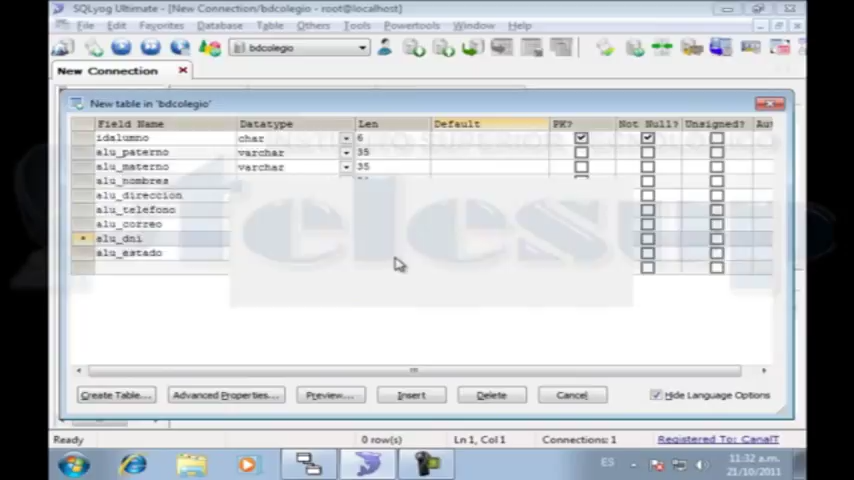 SQLyog Ultimate - [New Connection/bdcolegio - root@localhost]
File Edit Favorites Database Table Others Tools Powertools Window Help
bdcolegio
New Connection
New table in 'bdcolegio'
Field Name Datatype Len Default PK? Not Null? Unsigned? Au
idalumno char 6
alu_paterno varchar 35
alu_materno varchar 35
alu_nombres
alu_direccion
alu_telefono
alu_correo
alu_dni
alu_estado
Telesup
Create Table... Advanced Properties... Preview... Insert Delete Cancel Hide Language Options
Ready 0 row(s) Ln 1, Col 1 Connections: 1 Registered To: CanalT
ES 11:32 a.m.
21/10/2011